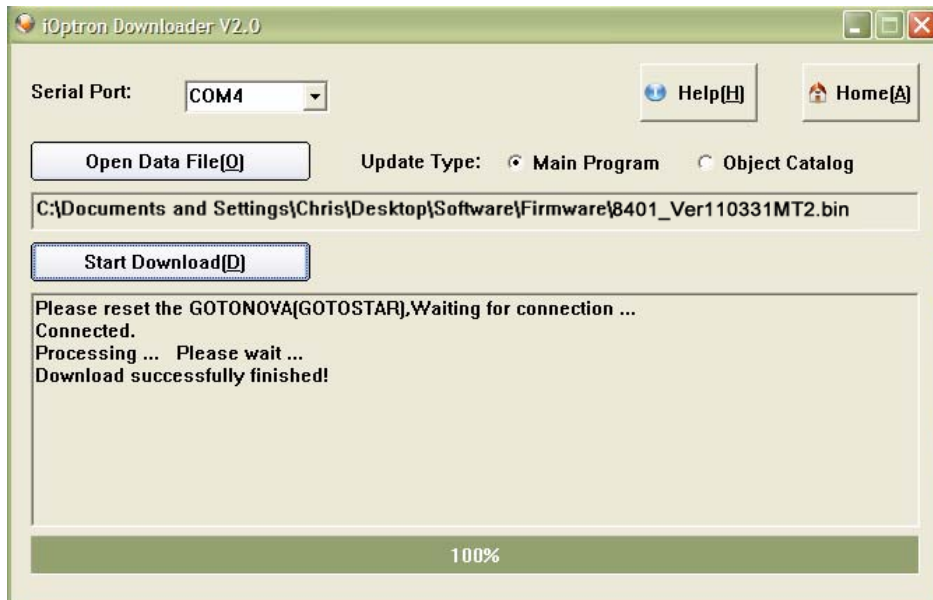 iOptron Downloader V2.0
Serial Port: COM4 Help(H) Home(A)
Open Data File(O) Update Type: Main Program Object Catalog
C:\Documents and Settings\Chris\Desktop\Software\Firmware\8401_Ver110331MT2.bin
Start Download(D)
Please reset the GOTONOVA(GOTOSTAR),Waiting for connection ...
Connected.
Processing ... Please wait ...
Download successfully finished!
100%